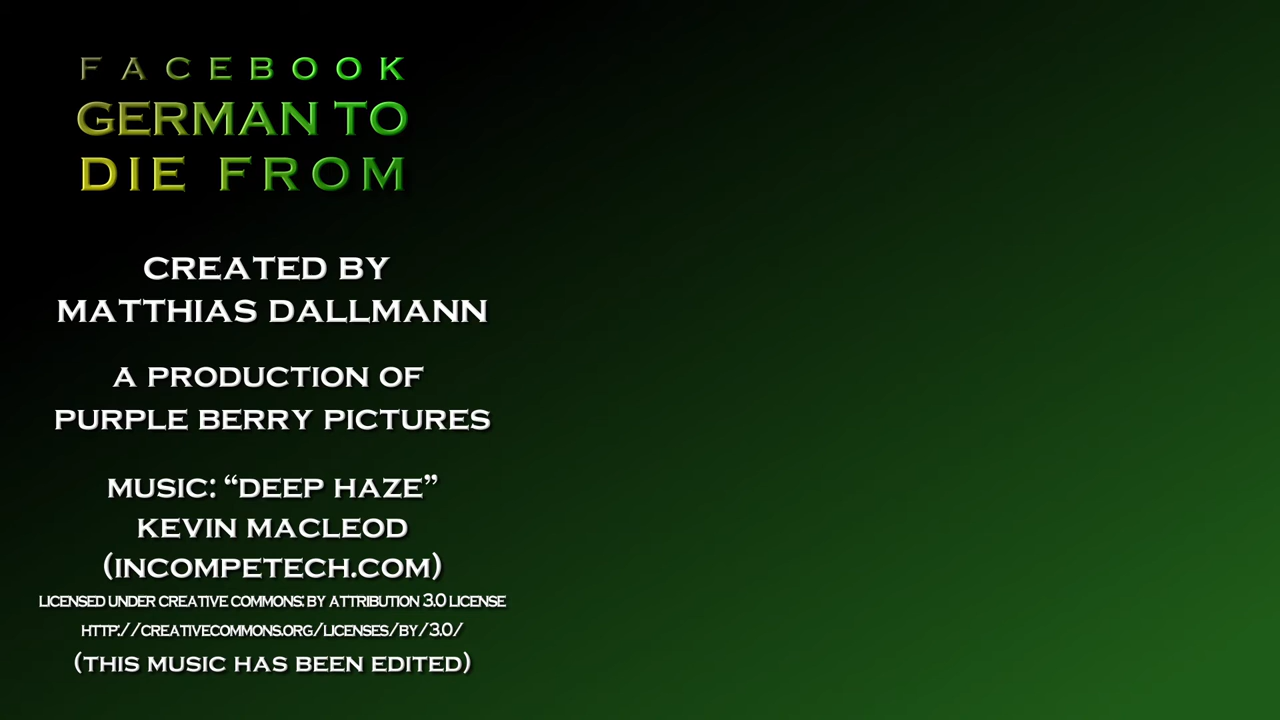 FACEBOOK
GERMAN TO
DIE FROM
CREATED BY
MATTHIAS DALLMANN
A PRODUCTION OF
PURPLE BERRY PICTURES
MUSIC: “DEEP HAZE”
KEVIN MACLEOD
(INCOMPETECH.COM)
LICENSED UNDER CREATIVE COMMONS: BY ATTRIBUTION 3.0 LICENSE
HTTP://CREATIVECOMMONS.ORG/LICENSES/BY/3.0/
(THIS MUSIC HAS BEEN EDITED)